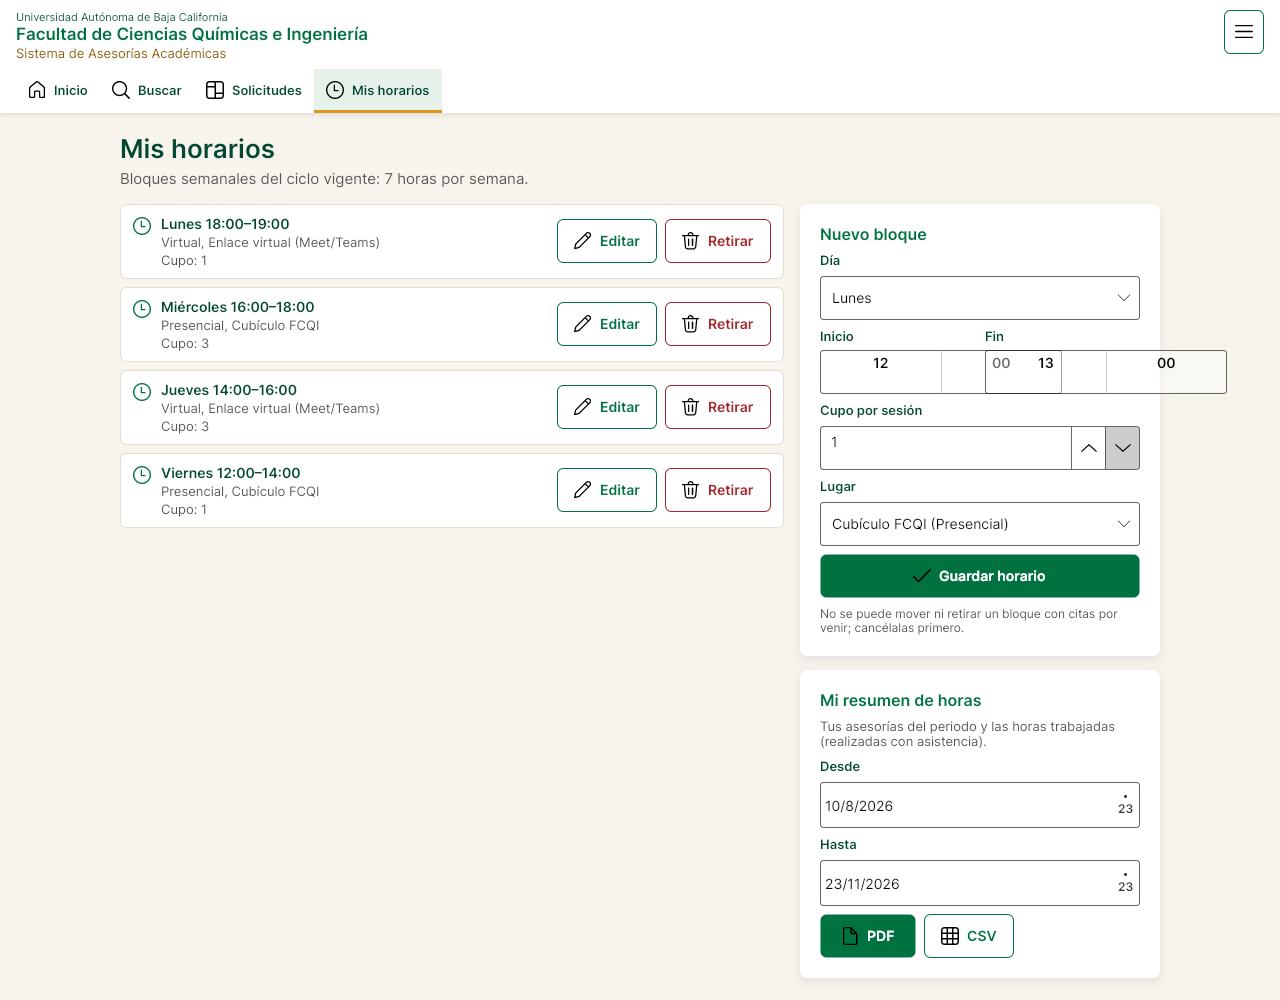 Universidad Autónoma de Baja California
Facultad de Ciencias Químicas e Ingeniería
Sistema de Asesorías Académicas
Inicio
Buscar
Solicitudes
Mis horarios
Mis horarios
Bloques semanales del ciclo vigente: 7 horas por semana.
Lunes 18:00–19:00
Virtual, Enlace virtual (Meet/Teams)
Cupo: 1
Editar
Retirar
Miércoles 16:00–18:00
Presencial, Cubículo FCQI
Cupo: 3
Editar
Retirar
Jueves 14:00–16:00
Virtual, Enlace virtual (Meet/Teams)
Cupo: 3
Editar
Retirar
Viernes 12:00–14:00
Presencial, Cubículo FCQI
Cupo: 1
Editar
Retirar
Nuevo bloque
Día
Lunes
Inicio
Fin
12
00
13
00
Cupo por sesión
1
Lugar
Cubículo FCQI (Presencial)
Guardar horario
No se puede mover ni retirar un bloque con citas por
venir; cancélalas primero.
Mi resumen de horas
Tus asesorías del periodo y las horas trabajadas
(realizadas con asistencia).
Desde
10/8/2026
23
Hasta
23/11/2026
23
PDF
CSV